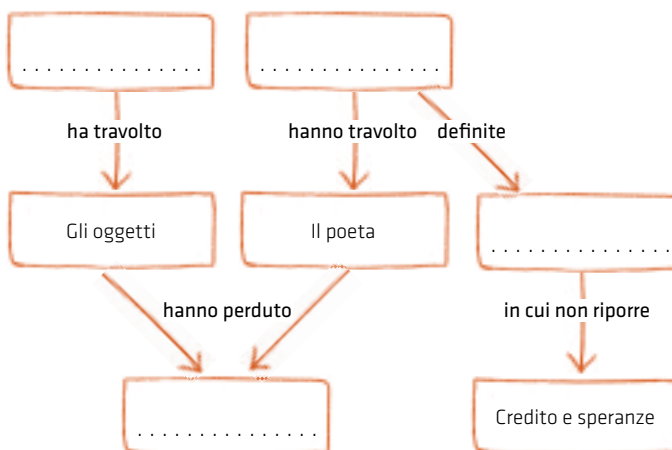 . . . . . . . . . . . . . . .
. . . . . . . . . . . . . . .
ha travolto
hanno travolto
definite
Gli oggetti
Il poeta
. . . . . . . . . . . . . . .
hanno perduto
in cui non riporre
. . . . . . . . . . . . . . .
Credito e speranze